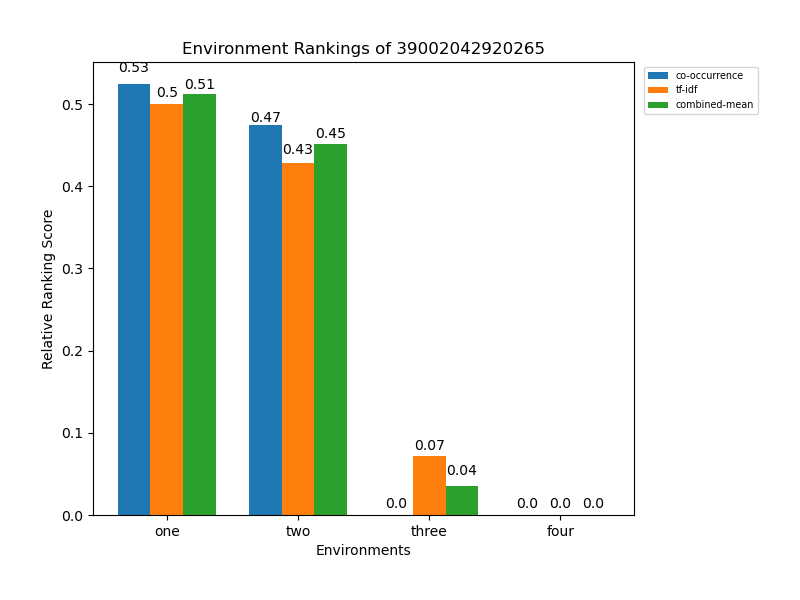 Environment Rankings of 39002042920265
co-occurrence
tf-idf
combined-mean
Relative Ranking Score
0.5
0.4
0.3
0.2
0.1
0.0
0.53
0.5
0.51
0.47
0.43
0.45
0.0
0.07
0.04
0.0
0.0
0.0
one
two
three
four
Environments